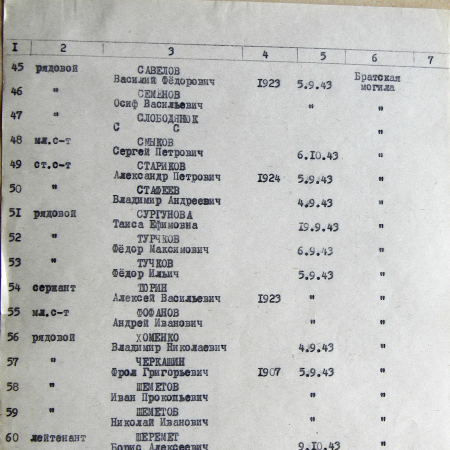 I 2 3 4 5 6 7
45 рядовой САВЕЛОВ
Василий Фёдорович 1923 5.9.43 Братская
могила
46 " СЕМЕНОВ
Осиф Васильевич " "
47 " СЛОБОДЯНЮК
С С "
48 мл.с-т
Сергей Петрович 6.10.43 "
49 ст.с-т СТАРИКОВ
Александр Петрович 1924 5.9.43 "
50 " СТАФЕЕВ
Владимир Андреевич 4.9.43 "
51 рядовой СУРГУНОВА
Таиса Ефимовна 19.9.43 "
52 " ТУРЧКОВ
Фёдор Максимович 6.9.43 "
53 " ТУЧКОВ
Фёдор Ильич 5.9.43 "
54 сержант
Алексей Васильевич 1923 " "
55 мл.с-т ФОФАНОВ
Андрей Иванович " "
56 рядовой ХОМЕНКО
Владимир Николаевич 4.9.43 "
57 " ЧЕРКАШИН
Фрол Григорьевич 1907 5.9.43 "
58 " ШЕМЕТОВ
Иван Прокопьевич " "
59 " ШЕМЕТОВ
Николай Иванович " "
60 лейтенант ШЕРЕМЕТ
Борис Алексеевич 9.10.43 "